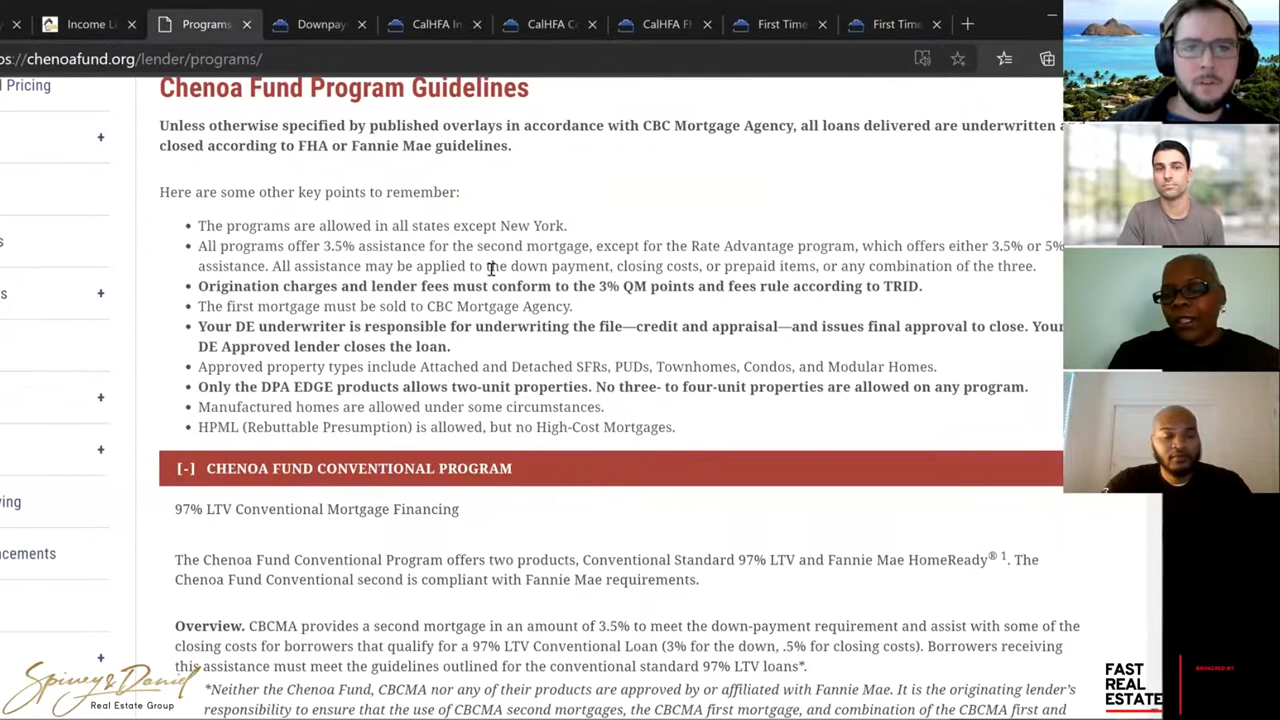 Income Li
Programs
Downpay
CalHFA In
CalHFA Co
CalHFA FH
First Time
First Time
ps://chenoafund.org/lender/programs/
d Pricing
s
s
ving
ncements
Chenoa Fund Program Guidelines
Unless otherwise specified by published overlays in accordance with CBC Mortgage Agency, all loans delivered are underwritten a
closed according to FHA or Fannie Mae guidelines.
Here are some other key points to remember:
• The programs are allowed in all states except New York.
• All programs offer 3.5% assistance for the second mortgage, except for the Rate Advantage program, which offers either 3.5% or 5%
assistance. All assistance may be applied to the down payment, closing costs, or prepaid items, or any combination of the three.
• Origination charges and lender fees must conform to the 3% QM points and fees rule according to TRID.
• The first mortgage must be sold to CBC Mortgage Agency.
• Your DE underwriter is responsible for underwriting the file—credit and appraisal—and issues final approval to close. Your
DE Approved lender closes the loan.
• Approved property types include Attached and Detached SFRs, PUDs, Townhomes, Condos, and Modular Homes.
• Only the DPA EDGE products allows two-unit properties. No three- to four-unit properties are allowed on any program.
• Manufactured homes are allowed under some circumstances.
• HPML (Rebuttable Presumption) is allowed, but no High-Cost Mortgages.
[-] CHENOA FUND CONVENTIONAL PROGRAM
97% LTV Conventional Mortgage Financing
The Chenoa Fund Conventional Program offers two products, Conventional Standard 97% LTV and Fannie Mae HomeReady® 1. The
Chenoa Fund Conventional second is compliant with Fannie Mae requirements.
Overview. CBCMA provides a second mortgage in an amount of 3.5% to meet the down-payment requirement and assist with some of the
closing costs for borrowers that qualify for a 97% LTV Conventional Loan (3% for the down, .5% for closing costs). Borrowers receiving
this assistance must meet the guidelines outlined for the conventional standard 97% LTV loans*.
*Neither the Chenoa Fund, CBCMA or any of their products are approved by or affiliated with Fannie Mae. It is the originating lender's
responsibility to ensure that the CBCMA second mortgages, the CBCMA first mortgage, and combination of the CBCMA first and
Spivey & Daniel
Real Estate Group
FAST
REAL
ESTATE
ANSWERED BY